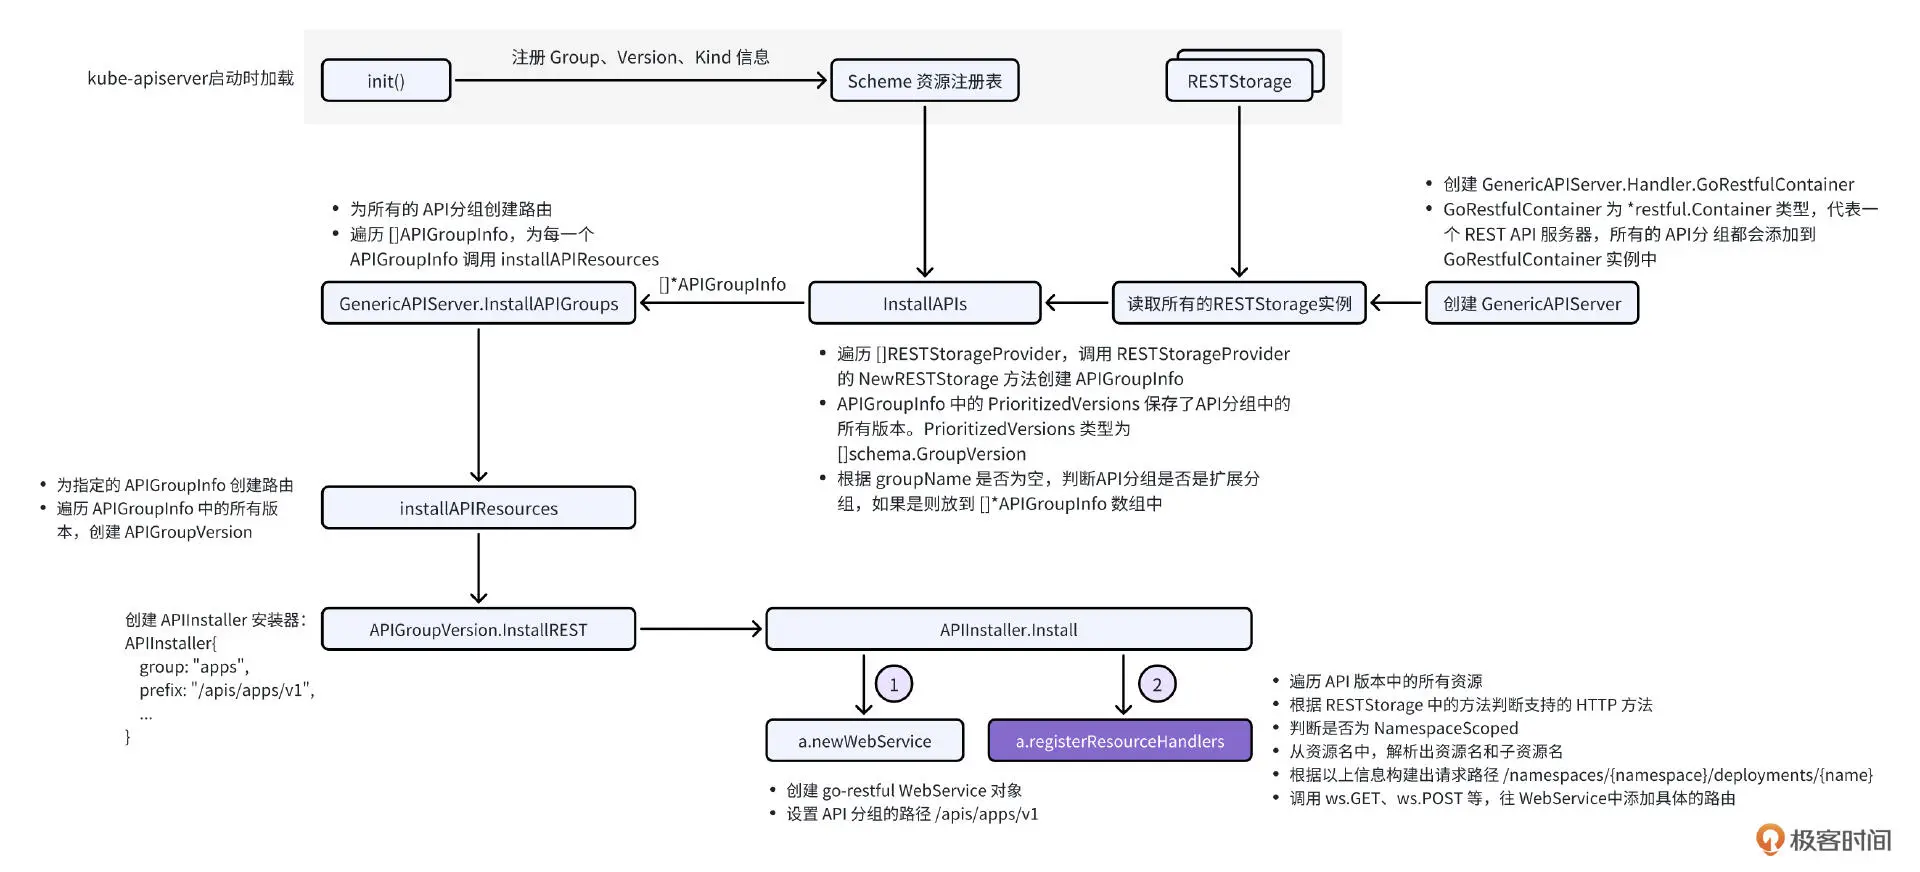 kube-apiserver启动时加载
init()
注册 Group、Version、Kind 信息
Scheme 资源注册表
RESTStorage
• 创建 GenericAPIServer.Handler.GoRestfulContainer
• GoRestfulContainer 为 *restful.Container 类型，代表一
个 REST API 服务器，所有的 API分 组都会添加到
GoRestfulContainer 实例中
• 为所有的 API分组创建路由
• 遍历 []APIGroupInfo，为每一个
APIGroupInfo 调用 installAPIResources
GenericAPIServer.InstallAPIGroups
[]*APIGroupInfo
InstallAPIs
读取所有的RESTStorage实例
创建 GenericAPIServer
• 遍历 []RESTStorageProvider，调用 RESTStorageProvider
的 NewRESTStorage 方法创建 APIGroupInfo
• APIGroupInfo 中的 PrioritizedVersions 保存了API分组中的
所有版本。PrioritizedVersions 类型为
[]schema.GroupVersion
• 根据 groupName 是否为空，判断API分组是否是扩展分
组，如果是则放到 []*APIGroupInfo 数组中
• 为指定的 APIGroupInfo 创建路由
• 遍历 APIGroupInfo 中的所有版
本，创建 APIGroupVersion
installAPIResources
创建 APIInstaller 安装器：
APIInstaller{
group: "apps",
prefix: "/apis/apps/v1",
...
}
APIGroupVersion.InstallREST
APIInstaller.Install
1
2
a.newWebService
a.registerResourceHandlers
• 创建 go-restful WebService 对象
• 设置 API 分组的路径 /apis/apps/v1
• 遍历 API 版本中的所有资源
• 根据 RESTStorage 中的方法判断支持的 HTTP 方法
• 判断是否为 NamespaceScoped
• 从资源名中，解析出资源名和子资源名
• 根据以上信息构建出请求路径 /namespaces/{namespace}/deployments/{name}
• 调用 ws.GET、ws.POST 等，往 WebService中添加具体的路由
极客时间